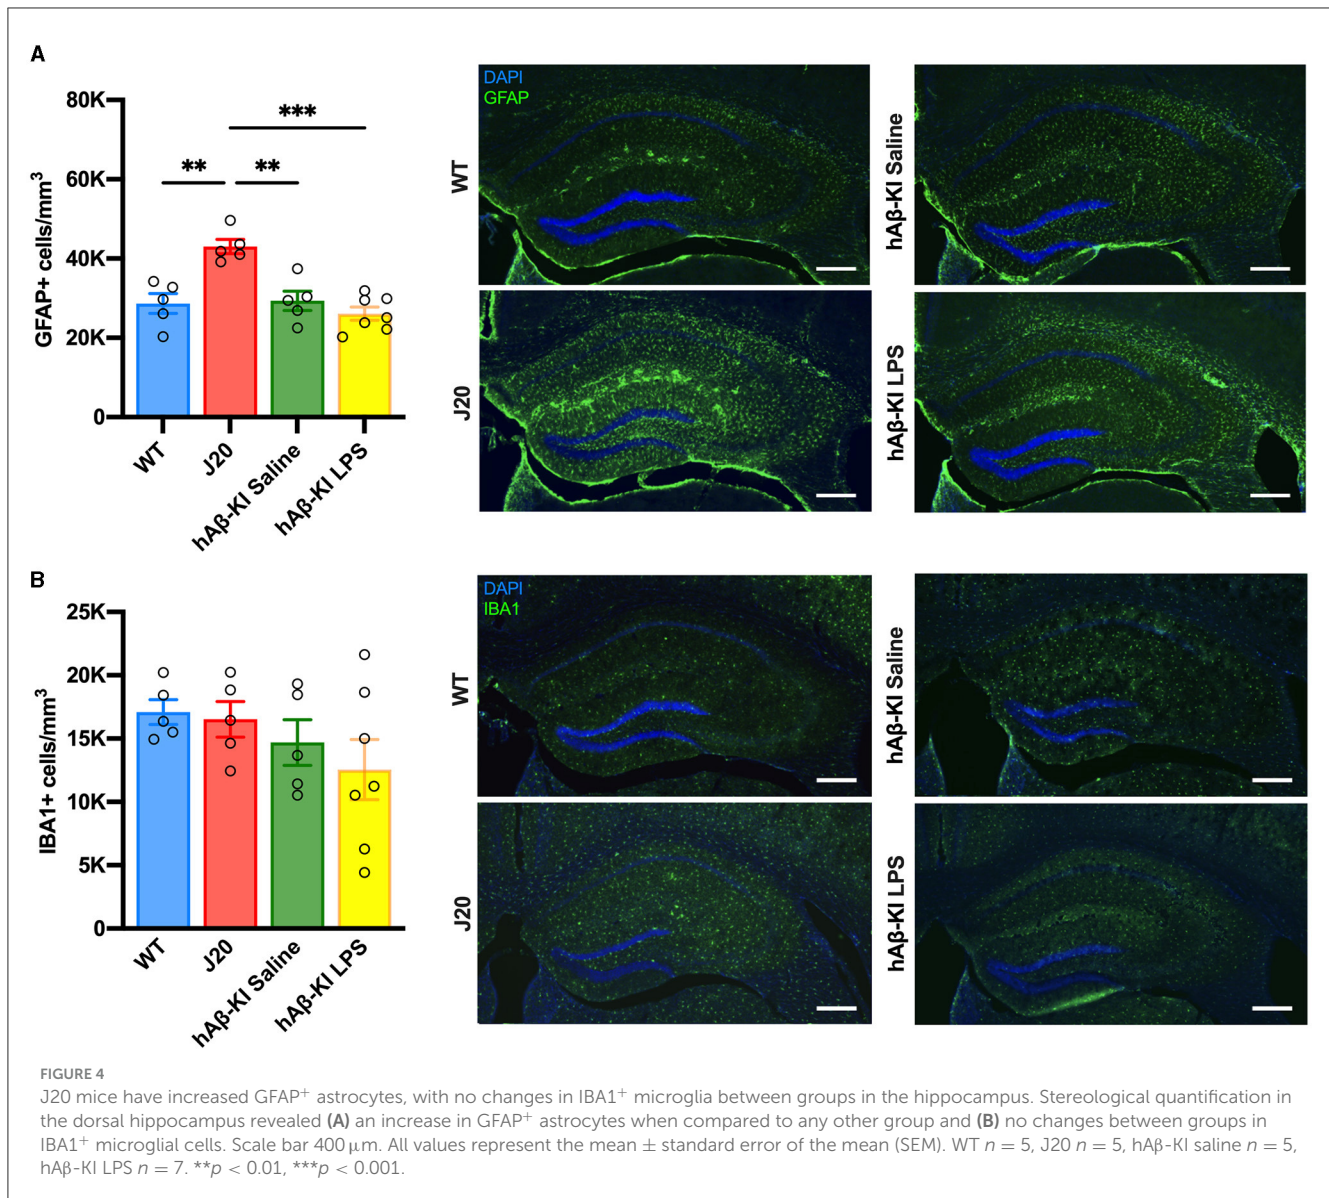 A
80K
60K
40K
20K
0
GFAP+ cells/mm³
**
**
***
WT
J20
hAβ-KI Saline
hAβ-KI LPS
DAPI
GFAP
WT
hAβ-KI Saline
J20
hAβ-KI LPS
B
25K
20K
15K
10K
5K
0
IBA1+ cells/mm³
WT
J20
hAβ-KI Saline
hAβ-KI LPS
DAPI
IBA1
WT
hAβ-KI Saline
J20
hAβ-KI LPS
FIGURE 4
J20 mice have increased GFAP⁺ astrocytes, with no changes in IBA1⁺ microglia between groups in the hippocampus. Stereological quantification in
the dorsal hippocampus revealed (A) an increase in GFAP⁺ astrocytes when compared to any other group and (B) no changes between groups in
IBA1⁺ microglial cells. Scale bar 400 μm. All values represent the mean ± standard error of the mean (SEM). WT n = 5, J20 n = 5, hAβ-KI saline n = 5,
hAβ-KI LPS n = 7. **p < 0.01, ***p < 0.001.